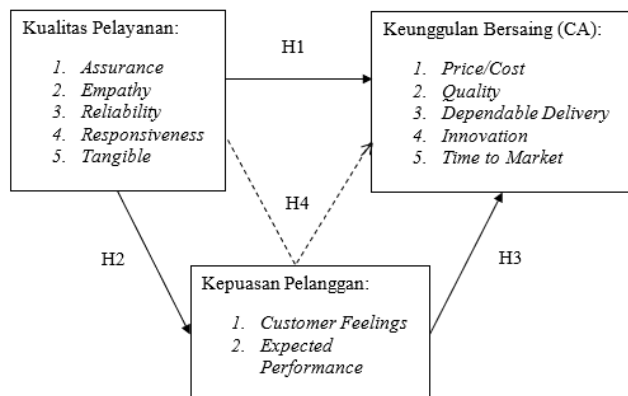 Kualitas Pelayanan:
1. Assurance
2. Empathy
3. Reliability
4. Responsiveness
5. Tangible
H1
Keunggulan Bersaing (CA):
1. Price/Cost
2. Quality
3. Dependable Delivery
4. Innovation
5. Time to Market
H4
H2
H3
Kepuasan Pelanggan:
1. Customer Feelings
2. Expected
Performance